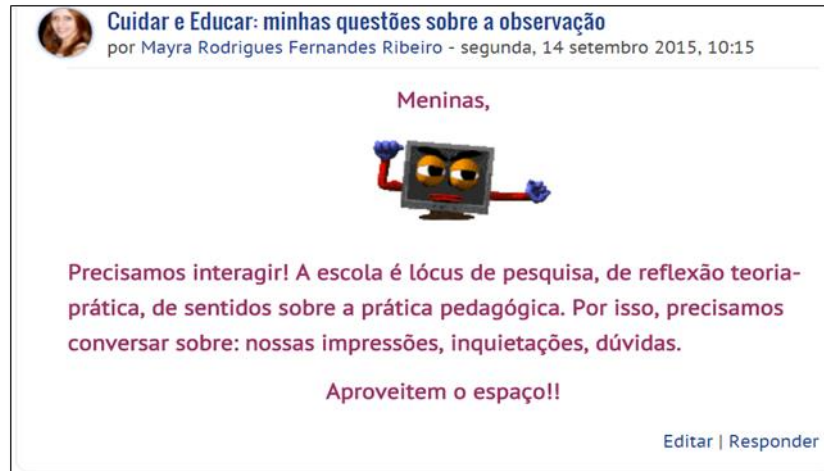 Cuidar e Educar: minhas questões sobre a observação
por Mayra Rodrigues Fernandes Ribeiro - segunda, 14 setembro 2015, 10:15
Meninas,
Precisamos interagir! A escola é lócus de pesquisa, de reflexão teoria-
prática, de sentidos sobre a prática pedagógica. Por isso, precisamos
conversar sobre: nossas impressões, inquietações, dúvidas.
Aproveitem o espaço!!
Editar | Responder